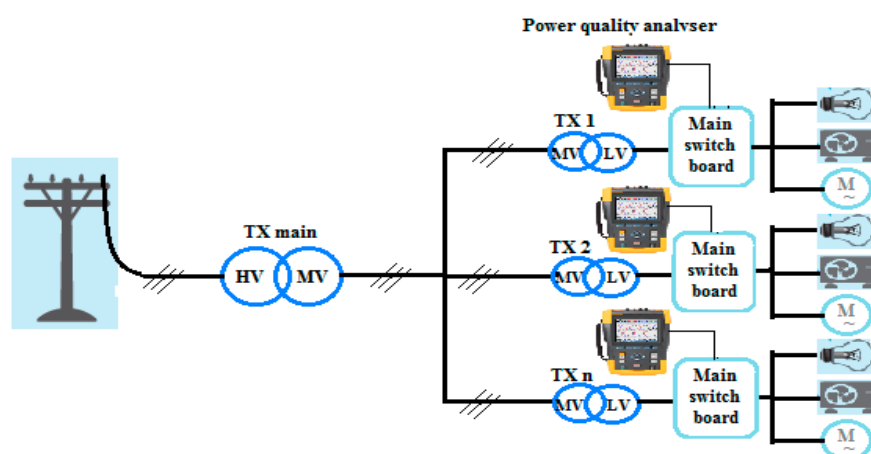 Power quality analyser
TX 1
MV LV
Main
switch
board
M
~
TX main
HV MV
TX 2
MV LV
Main
switch
board
M
~
TX n
MV LV
Main
switch
board
M
~